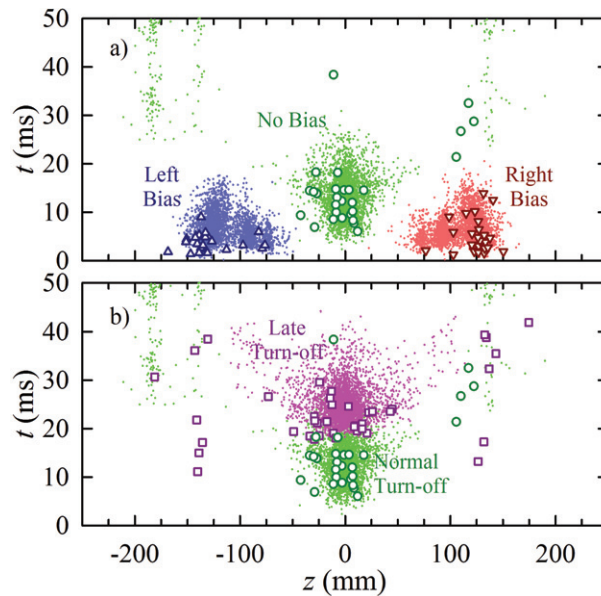 a)
50
40
30
20
10
0
t (ms)
No Bias
Left
Bias
Right
Bias
b)
50
40
30
20
10
0
t (ms)
Late
Turn-off
Normal
Turn-off
-200 -100 0 100 200
z (mm)